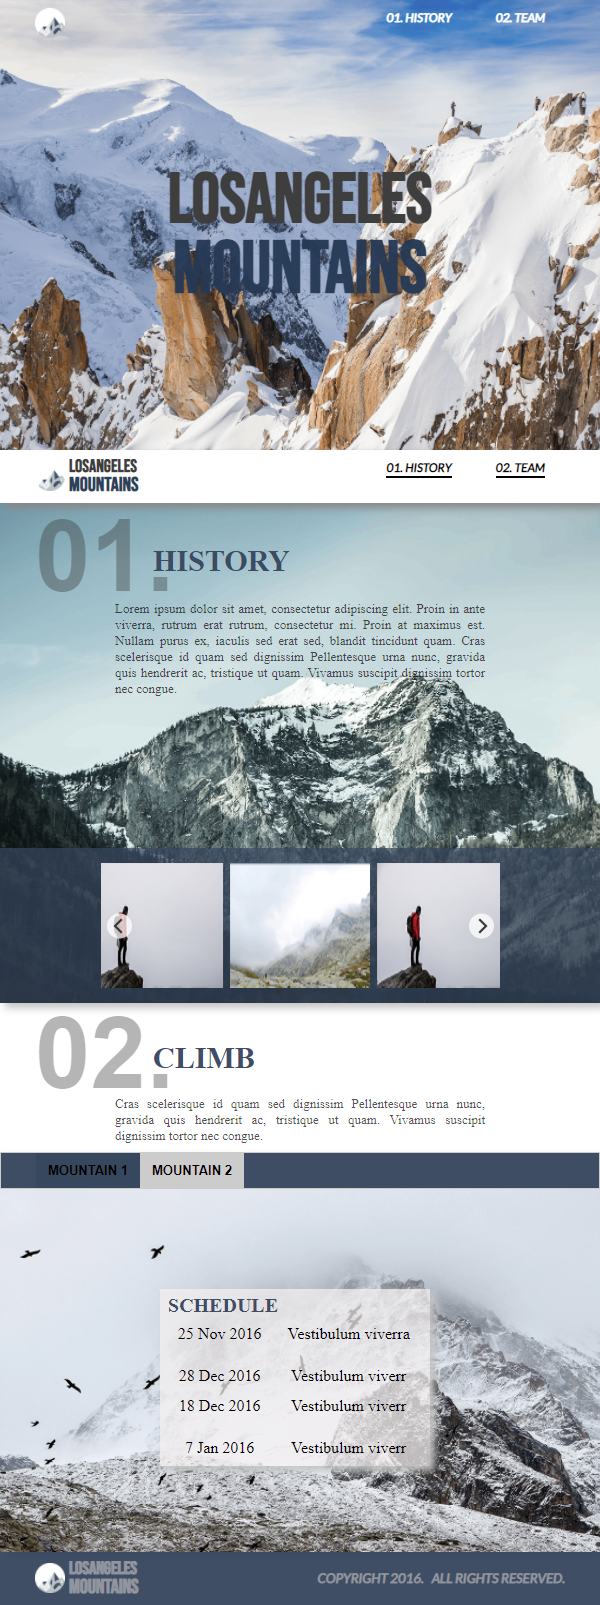 01. HISTORY
02. TEAM
LOSANGELES
MOUNTAINS
LOSANGELES
MOUNTAINS
01. HISTORY
02. TEAM
01.
HISTORY
Lorem ipsum dolor sit amet, consectetur adipiscing elit. Proin in ante
viverra, rutrum erat rutrum, consectetur mi. Proin at maximus est.
Nullam purus ex, iaculis sed erat sed, blandit tincidunt quam. Cras
scelerisque id quam sed dignissim Pellentesque urna nunc, gravida
quis hendrerit ac, tristique ut quam. Vivamus suscipit dignissim tortor
nec congue.
02.
CLIMB
Cras scelerisque id quam sed dignissim Pellentesque urna nunc,
gravida quis hendrerit ac, tristique ut quam. Vivamus suscipit
dignissim tortor nec congue.
MOUNTAIN 1
MOUNTAIN 2
SCHEDULE
25 Nov 2016 Vestibulum viverra
28 Dec 2016 Vestibulum viverr
18 Dec 2016 Vestibulum viverr
7 Jan 2016 Vestibulum viverr
LOSANGELES
MOUNTAINS
COPYRIGHT 2016. ALL RIGHTS RESERVED.